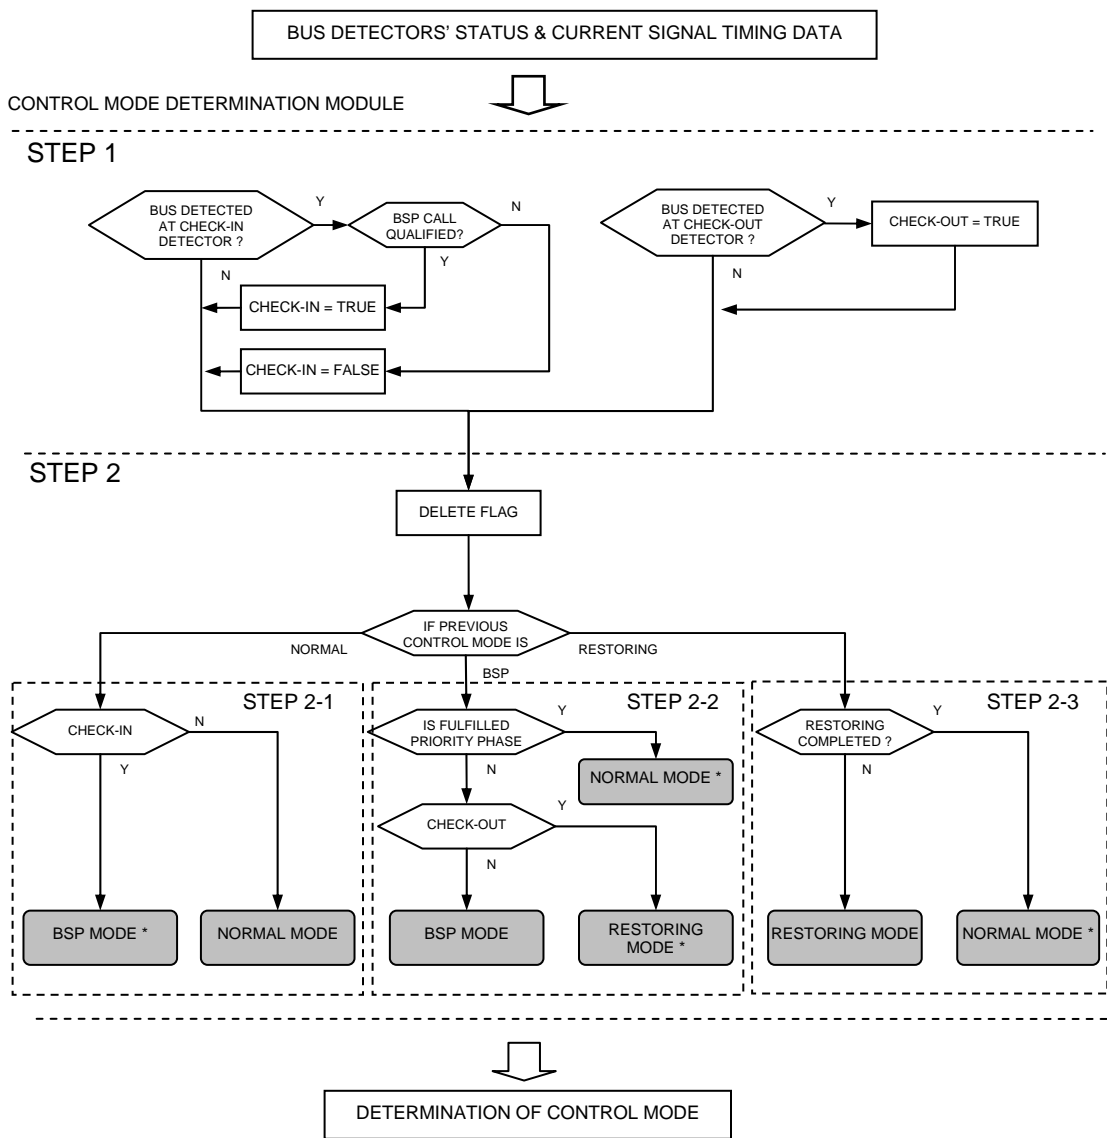 BUS DETECTORS' STATUS & CURRENT SIGNAL TIMING DATA
CONTROL MODE DETERMINATION MODULE
STEP 1
BUS DETECTED
AT CHECK-IN
DETECTOR ?
Y
BSP CALL
QUALIFIED?
N
Y
N
CHECK-IN = TRUE
CHECK-IN = FALSE
BUS DETECTED
AT CHECK-OUT
DETECTOR ?
Y
CHECK-OUT = TRUE
N
STEP 2
DELETE FLAG
IF PREVIOUS
CONTROL MODE IS
NORMAL
BSP
RESTORING
STEP 2-1
CHECK-IN
N
Y
BSP MODE *
NORMAL MODE
STEP 2-2
IS FULFILLED
PRIORITY PHASE
Y
N
NORMAL MODE *
CHECK-OUT
Y
N
BSP MODE
RESTORING
MODE *
STEP 2-3
RESTORING
COMPLETED ?
Y
N
RESTORING MODE
NORMAL MODE *
DETERMINATION OF CONTROL MODE